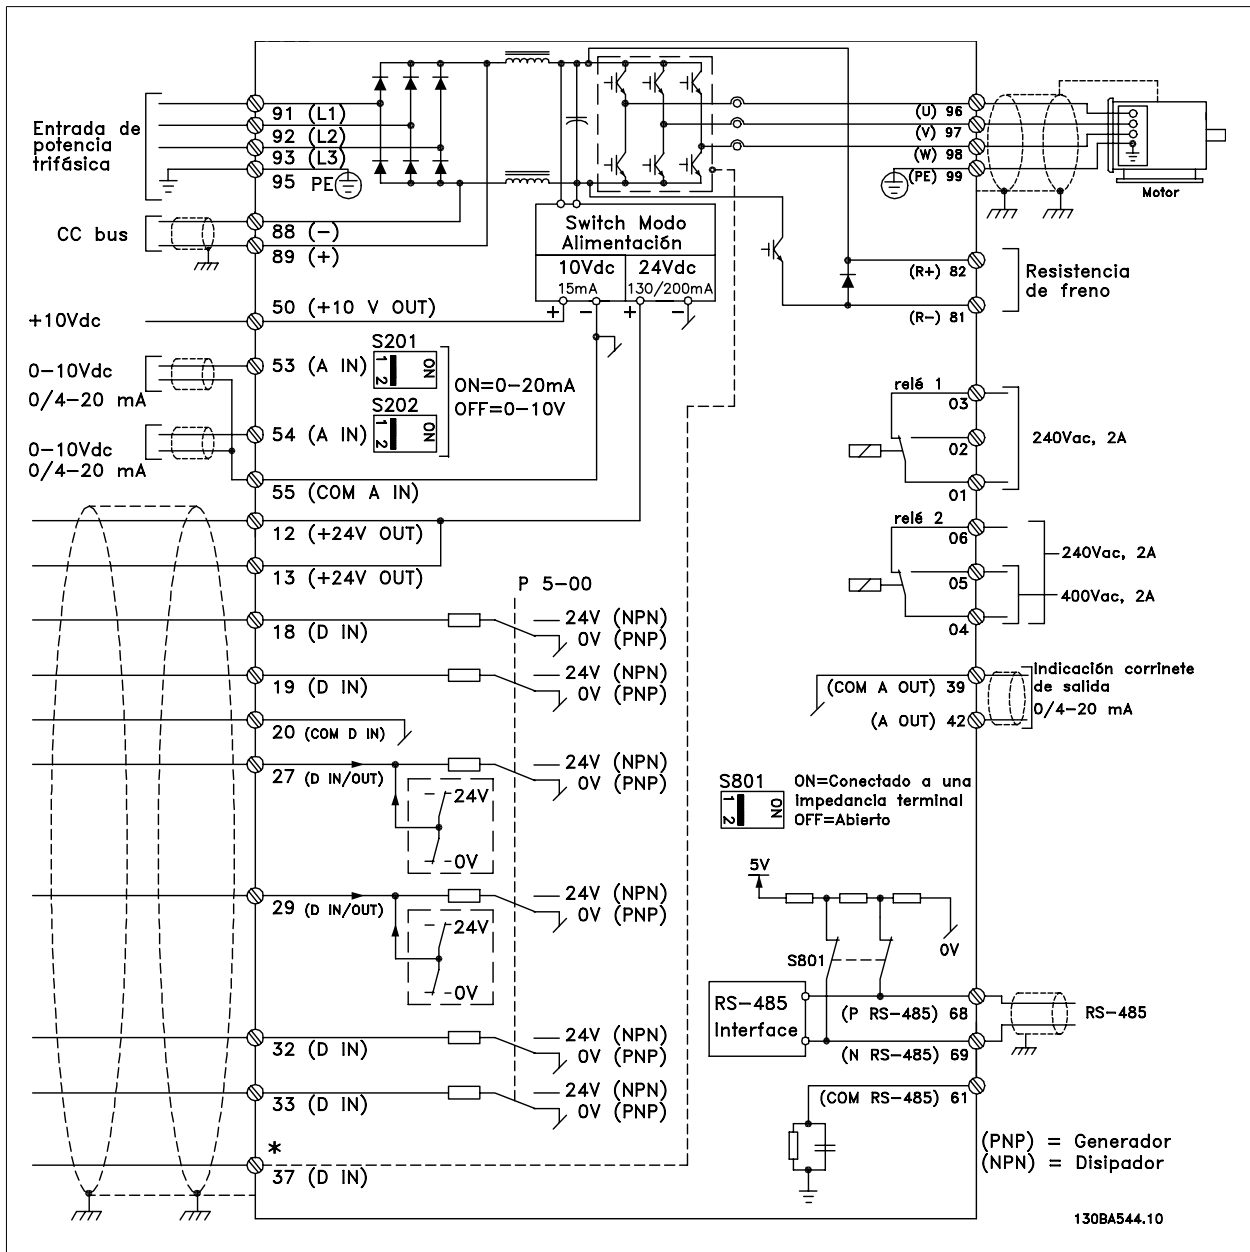 Entrada de
potencia
trifásica
91 (L1)
92 (L2)
93 (L3)
95 PE
CC bus
88 (−)
89 (+)
+10Vdc
50 (+10 V OUT)
0−10Vdc
0/4−20 mA
53 (A IN)
S201
1 2
ON
ON=0−20mA
OFF=0−10V
0−10Vdc
0/4−20 mA
54 (A IN)
S202
1 2
ON
55 (COM A IN)
12 (+24V OUT)
13 (+24V OUT)
Switch Modo
Alimentación
10Vdc
15mA
24Vdc
130/200mA
+ − + −
P 5-00
18 (D IN)
24V (NPN)
0V (PNP)
19 (D IN)
24V (NPN)
0V (PNP)
20 (COM D IN)
27 (D IN/OUT)
24V (NPN)
0V (PNP)
24V
0V
29 (D IN/OUT)
24V (NPN)
0V (PNP)
24V
0V
32 (D IN)
24V (NPN)
0V (PNP)
33 (D IN)
24V (NPN)
0V (PNP)
*
37 (D IN)
(U) 96
(V) 97
(W) 98
(PE) 99
Motor
(R+) 82
(R−) 81
Resistencia
de freno
relé 1
03
02
01
240Vac, 2A
relé 2
06
05
04
240Vac, 2A
400Vac, 2A
(COM A OUT) 39
(A OUT) 42
Indicación corrinete
de salida
0/4−20 mA
S801
1 2
ON
ON=Conectado a una
impedancia terminal
OFF=Abierto
5V
0V
S801
RS−485
Interface
(P RS−485) 68
(N RS−485) 69
(COM RS−485) 61
RS−485
(PNP) = Generador
(NPN) = Disipador
130BA544.10